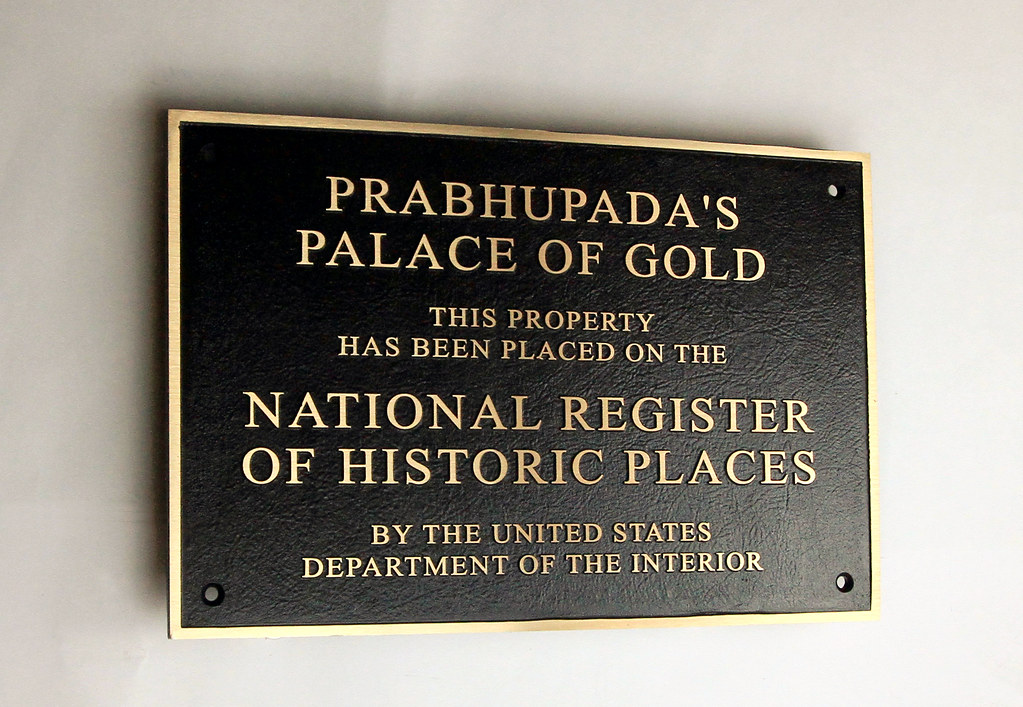 PRABHUPADA'S
PALACE OF GOLD
THIS PROPERTY
HAS BEEN PLACED ON THE
NATIONAL REGISTER
OF HISTORIC PLACES
BY THE UNITED STATES
DEPARTMENT OF THE INTERIOR